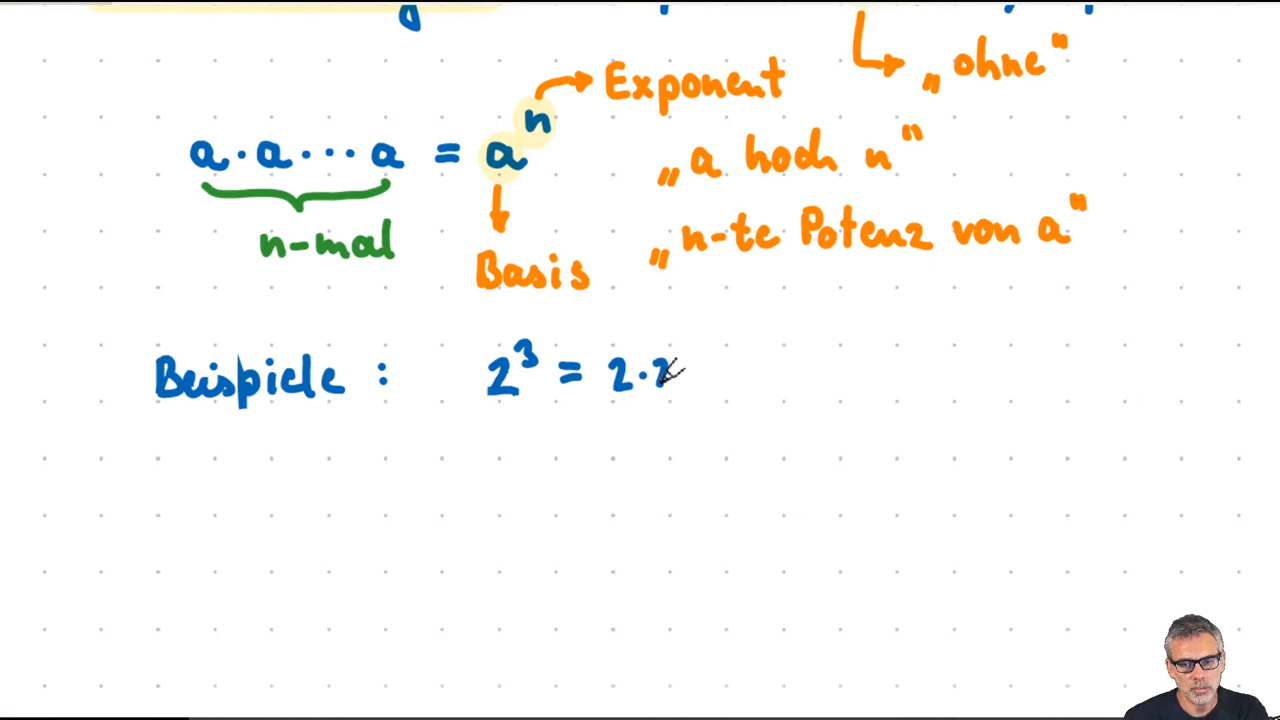 „ohne“
a · a · · · a = aⁿ
Exponent
„a hoch n“
n-mal
„n-te Potenz von a“
Basis
Beispiele : 2³ = 2 · 2